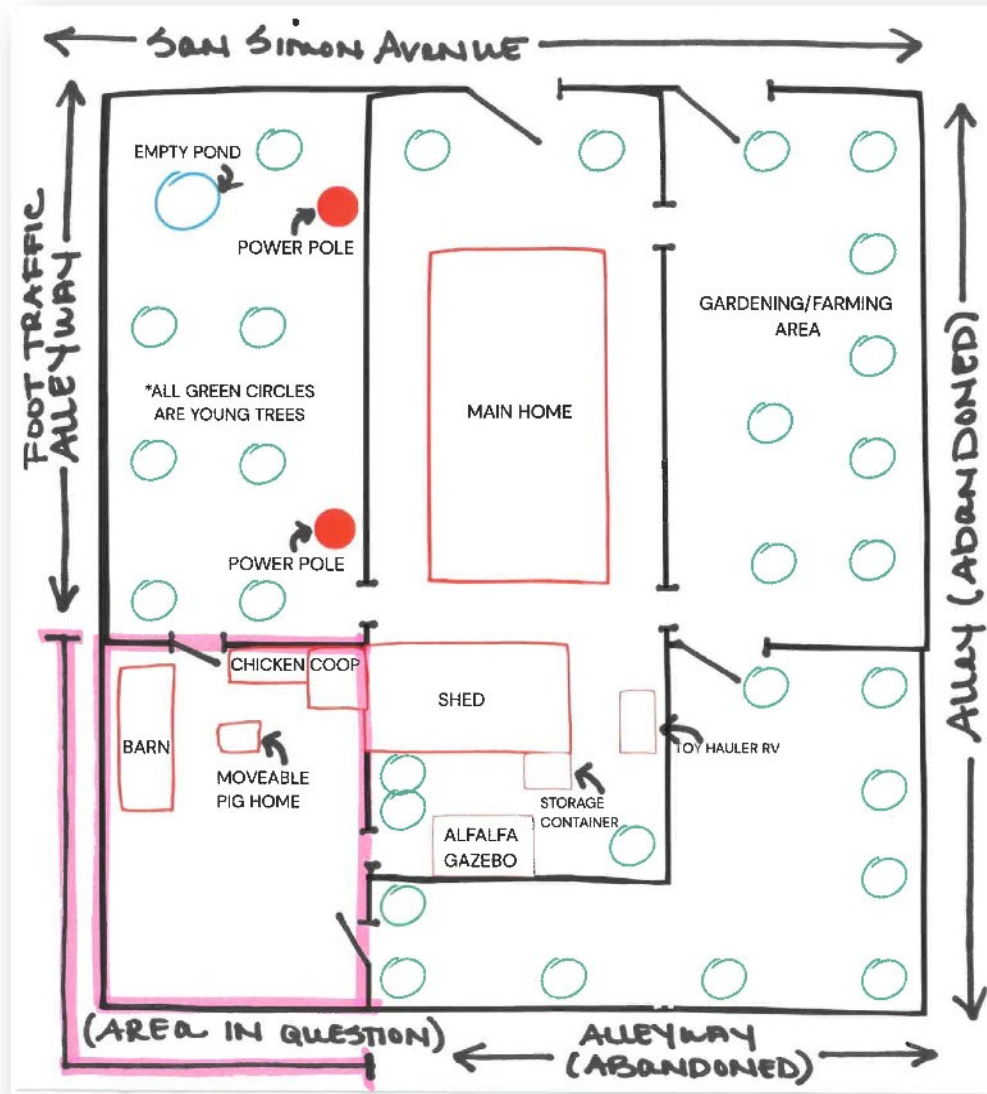 San Simon Avenue
EMPTY POND
POWER POLE
FOOT TRAFFIC
ALLEYWAY
GARDENING/FARMING
AREA
*ALL GREEN CIRCLES
ARE YOUNG TREES
MAIN HOME
POWER POLE
ALLEY (ABANDONED)
CHICKEN COOP
SHED
BARN
TOY HAULER RV
MOVEABLE
PIG HOME
STORAGE
CONTAINER
ALFALFA
GAZEBO
(AREA IN QUESTION)
ALLEYWAY
(ABANDONED)